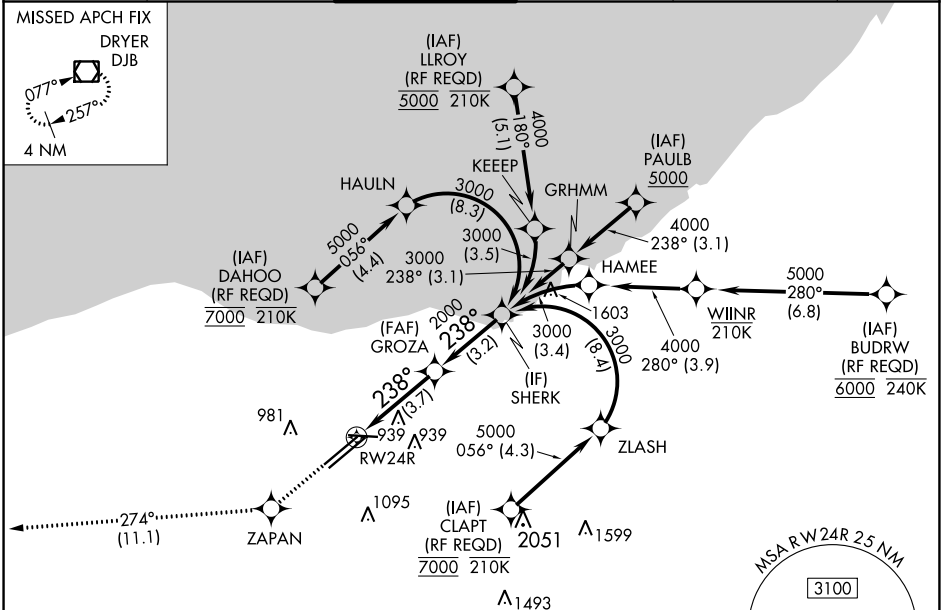 MISSED APCH FIX
DRYER
DJB
077°
257°
4 NM
(IAF)
LLROY
(RF REQD)
5000 210K
4000
180°
(5.1)
KEEEP
GRHMM
(IAF)
PAULB
5000
HAULN
3000
(8.3)
3000
(3.5)
4000
238° (3.1)
5000
056°
(4.4)
3000
238° (3.1)
HAMEE
(IAF)
DAHOO
(RF REQD)
7000 210K
5000
280°
(6.8)
1603
WIINR
210K
2000
238°
(3.2)
3000
(3.4)
4000
280° (3.9)
(IAF)
BUDRW
(RF REQD)
6000 240K
(FAF)
GROZA
3000
(8.4)
(IF)
SHERK
238°
(3.7)
981
939
939
RW24R
5000
056° (4.3)
ZLASH
1095
(IAF)
CLAPT
(RF REQD)
7000 210K
2051
1599
274°
(11.1)
ZAPAN
MSA RW24R 25 NM
3100
1493